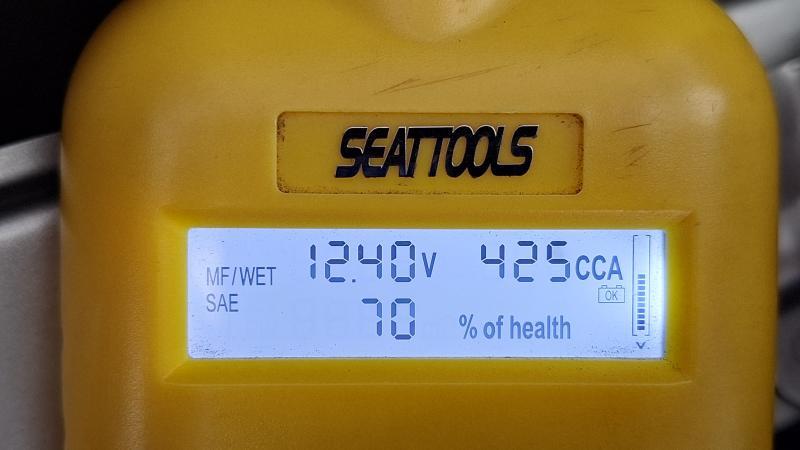 SEATTOOLS
MF/WET 12.40V 425CCA
SAE OK
70 % of health